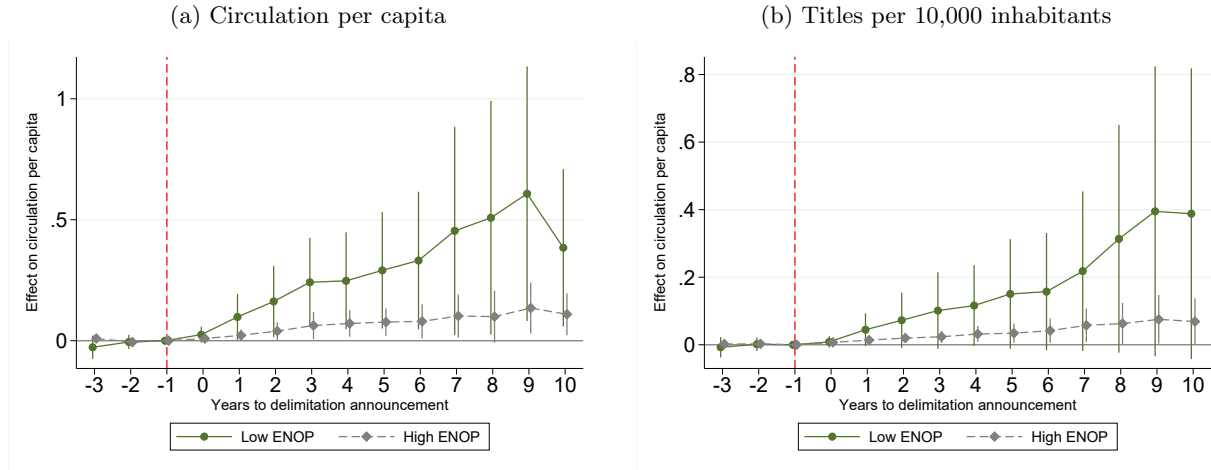 (a) Circulation per capita
Effect on circulation per capita
1
.5
0
-3 -2 -1 0 1 2 3 4 5 6 7 8 9 10
Years to delimitation announcement
Low ENOP High ENOP
(b) Titles per 10,000 inhabitants
Effect on circulation per capita
.8
.6
.4
.2
0
-3 -2 -1 0 1 2 3 4 5 6 7 8 9 10
Years to delimitation announcement
Low ENOP High ENOP